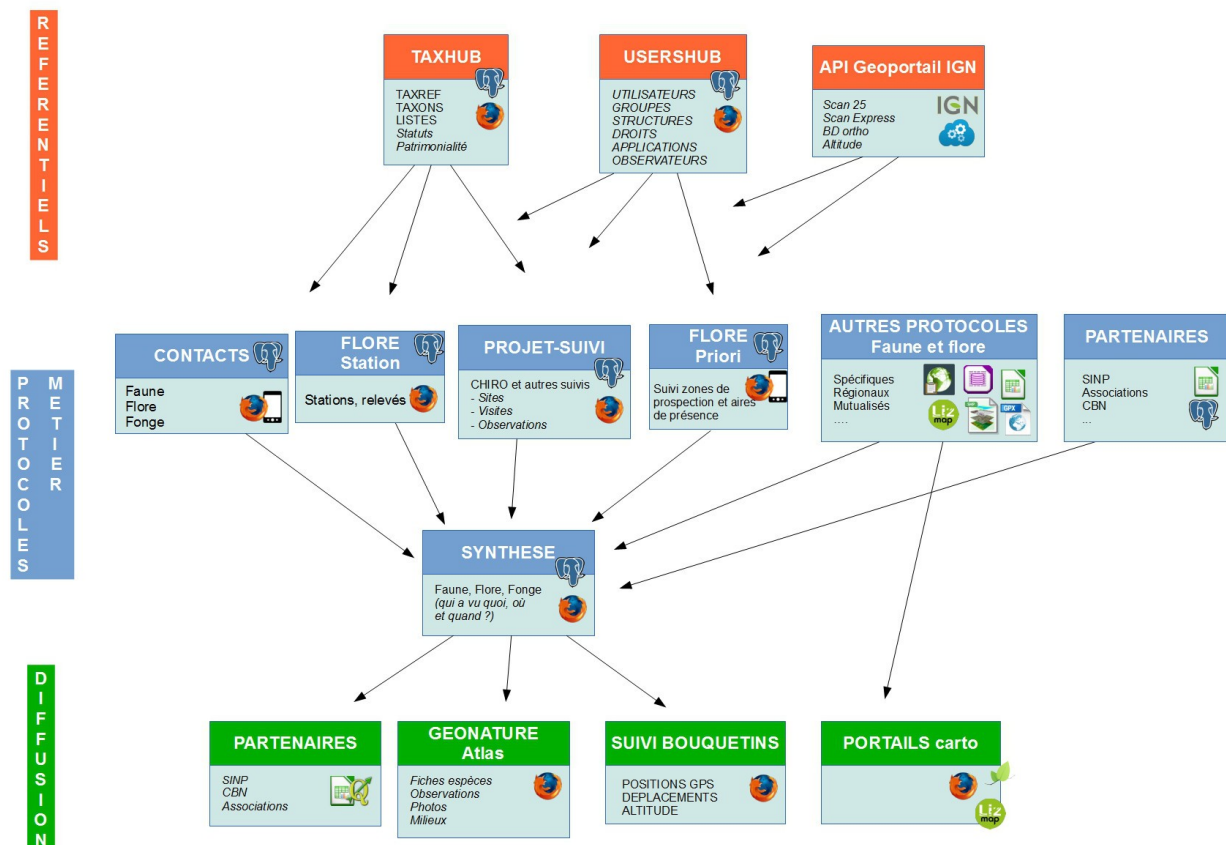 REFERENTIELS
TAXHUB
TAXREF
TAXONS
LISTES
Statuts
Patrimonialité
USERSHUB
UTILISATEURS
GROUPES
STRUCTURES
DROITS
APPLICATIONS
OBSERVATEURS
API Geoportail IGN
Scan 25
Scan Express
BD ortho
Altitude
IGN
PROTOCOLES
METIER
CONTACTS
Faune
Flore
Fonge
FLORE
Station
Stations, relevés
PROJET-SUIVI
CHIRO et autres suivis
- Sites
- Visites
- Observations
FLORE
Priori
Suivi zones de
prospection et aires
de présence
AUTRES PROTOCOLES
Faune et flore
Spécifiques
Régionaux
Mutualisés
....
Liz
map
GPX
PARTENAIRES
SINP
Associations
CBN
...
SYNTHESE
Faune, Flore, Fonge
(qui a vu quoi, où
et quand ?)
DIFFUSION
PARTENAIRES
SINP
CBN
Associations
GEONATURE
Atlas
Fiches espèces
Observations
Photos
Milieux
SUIVI BOUQUETINS
POSITIONS GPS
DEPLACEMENTS
ALTITUDE
PORTAILS carto
Liz
map